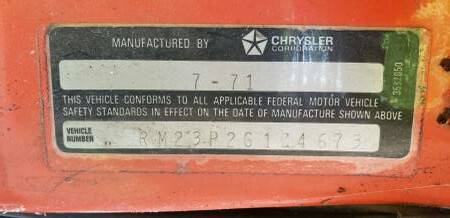 MANUFACTURED BY CHRYSLER CORPORATION
7-71
THIS VEHICLE CONFORMS TO ALL APPLICABLE FEDERAL MOTOR VEHICLE
SAFETY STANDARDS IN EFFECT ON THE DATE OF MANUFACTURE SHOWN ABOVE
VEHICLE NUMBER RM23P2G1C4673